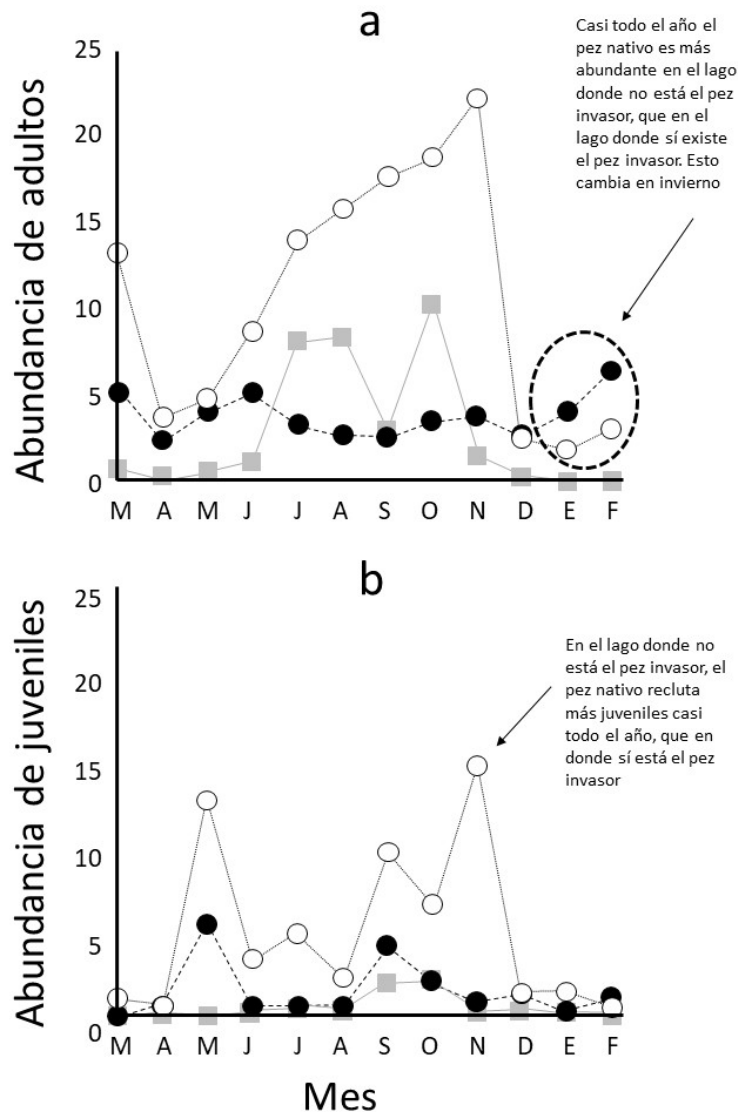 a
Casi todo el año el
pez nativo es más
abundante en el lago
donde no está el pez
invasor, que en el
lago donde sí existe
el pez invasor. Esto
cambia en invierno
Abundancia de adultos
25
20
15
10
5
0
M A M J J A S O N D E F
b
En el lago donde no
está el pez invasor, el
pez nativo recluta
más juveniles casi
todo el año, que en
donde sí está el pez
invasor
Abundancia de juveniles
25
20
15
10
5
0
M A M J J A S O N D E F
Mes